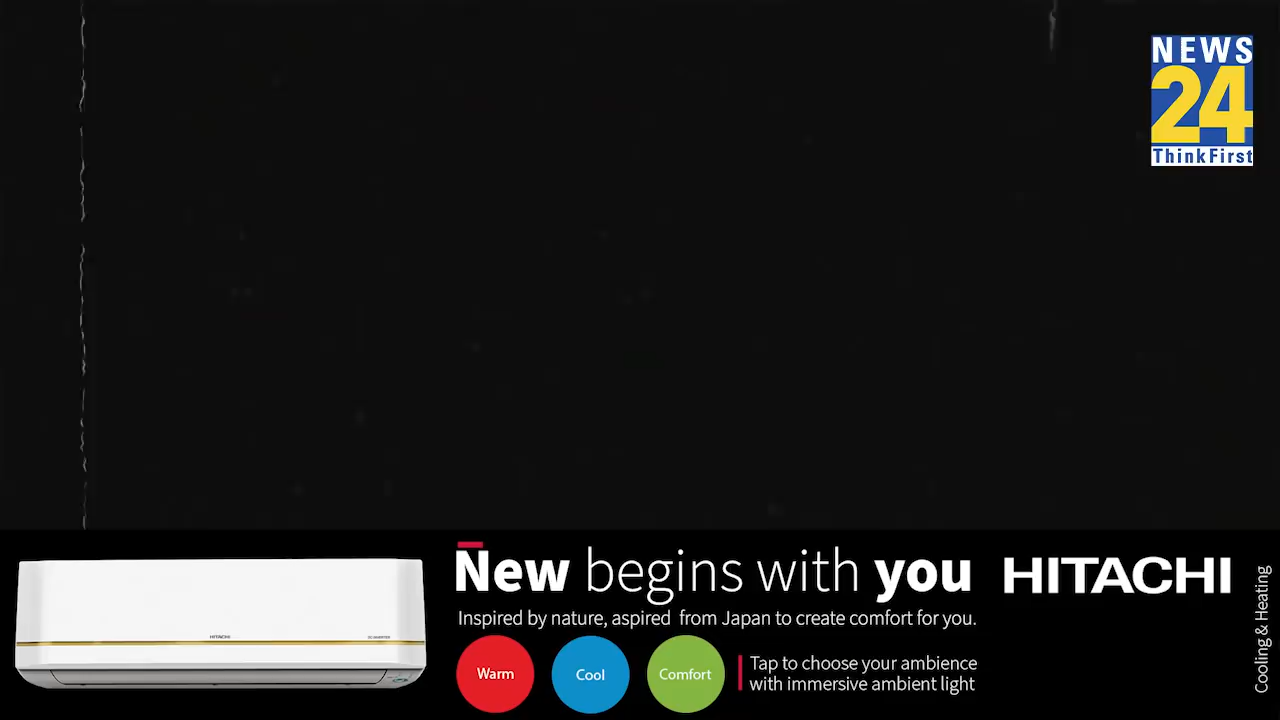 NEWS
24
ThinkFirst
New begins with you
HITACHI
Inspired by nature, aspired from Japan to create comfort for you.
Warm
Cool
Comfort
Tap to choose your ambience
with immersive ambient light
Cooling & Heating
HITACHI